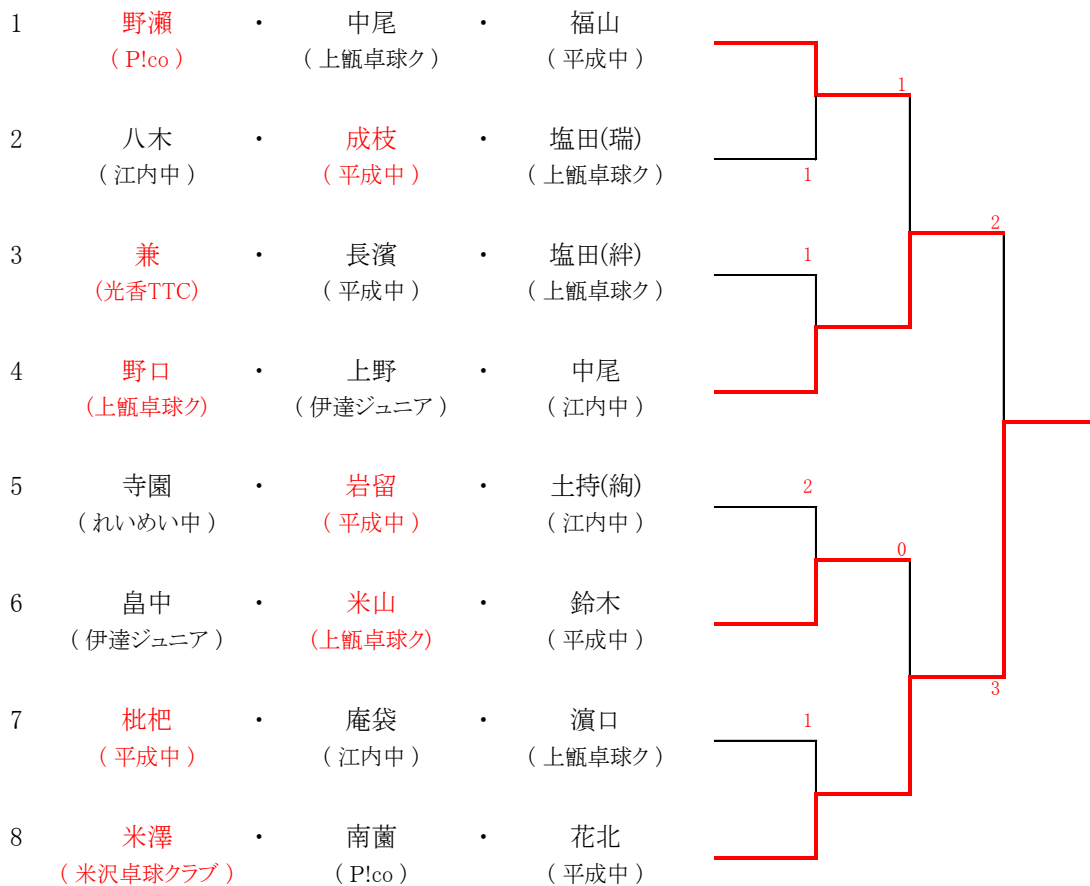 1 野瀨 ・ 中尾 ・ 福山
( P!co ) ( 上甑卓球ク ) ( 平成中 )
1
2 八木 ・ 成枝 ・ 塩田(瑞)
( 江内中 ) ( 平成中 ) ( 上甑卓球ク )
1
2
3 兼 ・ 長濱 ・ 塩田(絆)
(光香TTC) ( 平成中 ) ( 上甑卓球ク )
1
4 野口 ・ 上野 ・ 中尾
(上甑卓球ク) ( 伊達ジュニア ) ( 江内中 )
5 寺園 ・ 岩留 ・ 土持(絢)
( れいめい中 ) ( 平成中 ) ( 江内中 )
2
0
6 畠中 ・ 米山 ・ 鈴木
( 伊達ジュニア ) (上甑卓球ク) ( 平成中 )
3
7 枇杷 ・ 庵袋 ・ 濵口
( 平成中 ) ( 江内中 ) ( 上甑卓球ク )
1
8 米澤 ・ 南薗 ・ 花北
( 米沢卓球クラブ ) ( P!co ) ( 平成中 )